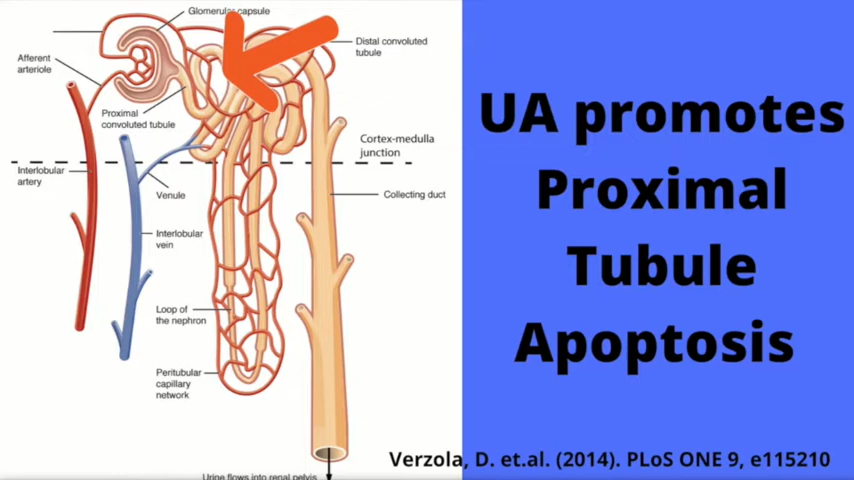 Glomerular capsule
Distal convoluted
tubule
Afferent
arteriole
Proximal
convoluted tubule
Cortex-medulla
junction
Interlobular
artery
Venule
Collecting duct
Interlobular
vein
Loop of
the nephron
Peritubular
capillary
network
Urine flows into renal pelvis
UA promotes
Proximal
Tubule
Apoptosis
Verzola, D. et.al. (2014). PLoS ONE 9, e115210